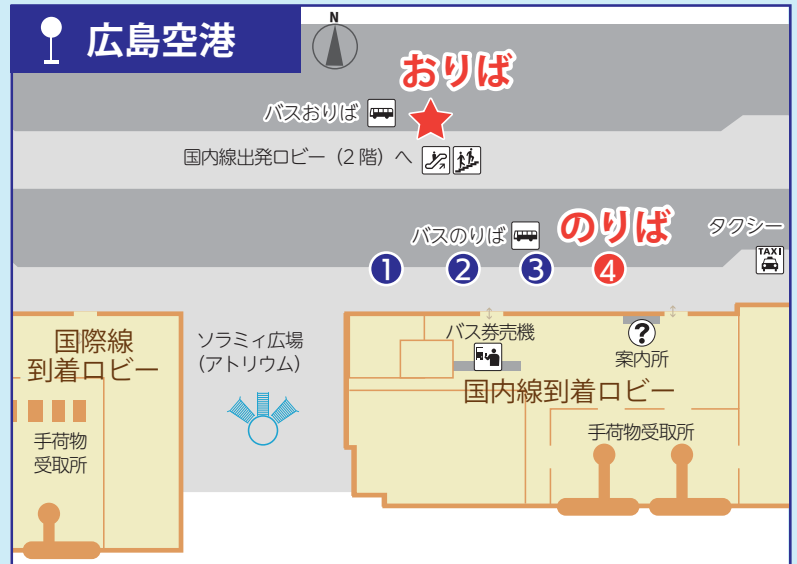 広島空港
N
おりば
バスおりば
国内線出発ロビー（2階）へ
のりば
バスのりば
タクシー
TAXI
1 2 3 4
国際線
到着ロビー
ソラミィ広場
（アトリウム）
バス券売機
?
案内所
国内線到着ロビー
手荷物
受取所
手荷物受取所